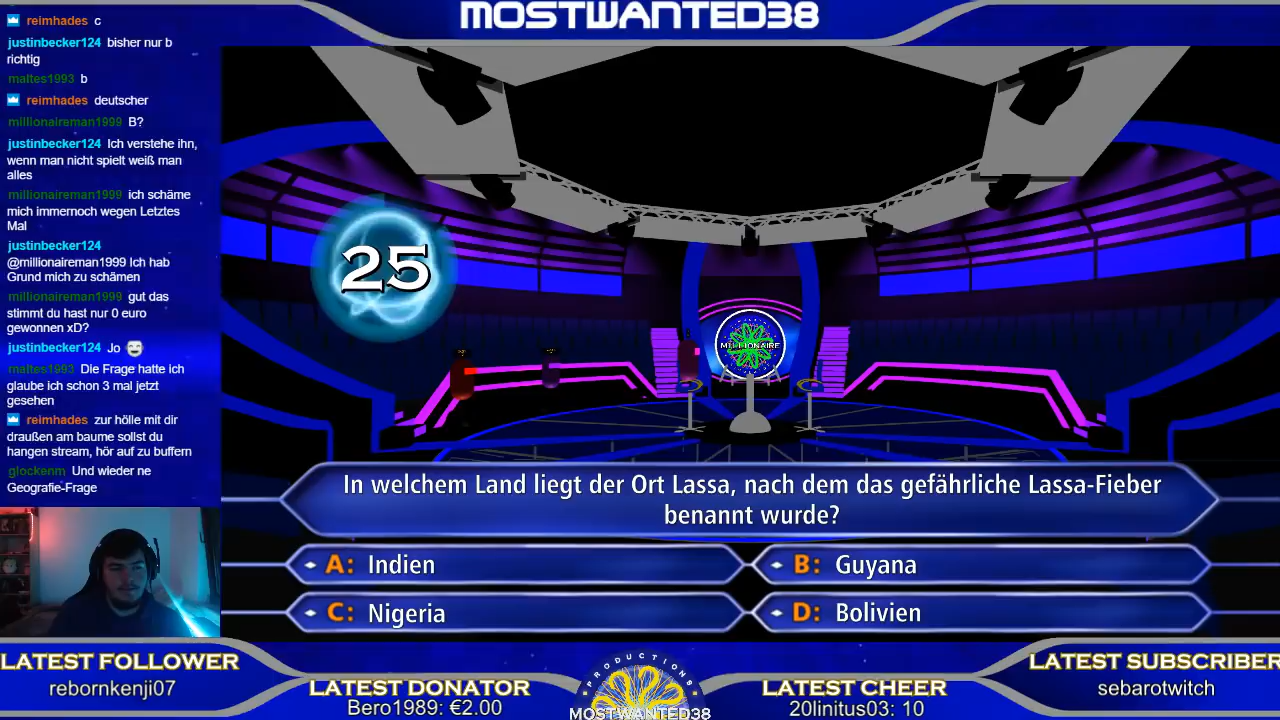 MOSTWANTED38
reimhades c
justinbecker124 bisher nur b
richtig
maltes1993 b
reimhades deutscher
millionaireman1999 B?
justinbecker124 Ich verstehe ihn,
wenn man nicht spielt weiß man
alles
millionaireman1999 ich schäme
mich immernoch wegen Letztes
Mal
justinbecker124
@millionaireman1999 Ich hab
Grund mich zu schämen
millionaireman1999 gut das
stimmt du hast nur 0 euro
gewonnen xD?
justinbecker124 Jo
maltes1993 Die Frage hatte ich
glaube ich schon 3 mal jetzt
gesehen
reimhades zur hölle mit dir
draußen am baume sollst du
hangen stream, hör auf zu buffern
glockenm Und wieder ne
Geografie-Frage
25
MILLIONAIRE
In welchem Land liegt der Ort Lassa, nach dem das gefährliche Lassa-Fieber
benannt wurde?
A: Indien
B: Guyana
C: Nigeria
D: Bolivien
LATEST FOLLOWER
rebornkenji07
LATEST DONATOR
Bero1989: €2.00
PRODUCTIONS
MOSTWANTED38
LATEST CHEER
20linitus03: 10
LATEST SUBSCRIBER
sebarotwitch